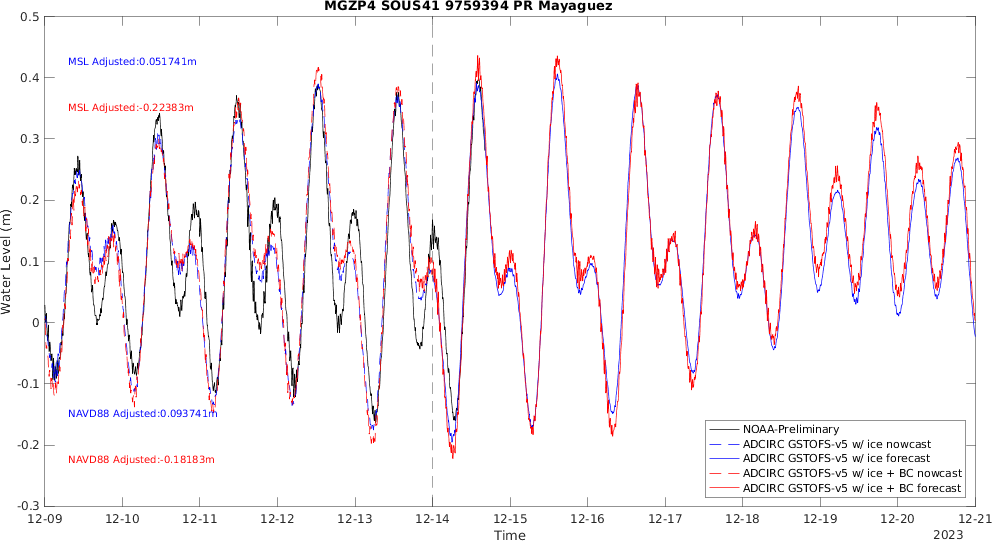 MGZP4 SOUS41 9759394 PR Mayaguez
0.5
0.4
0.3
0.2
0.1
0
-0.1
-0.2
-0.3
Water Level (m)
MSL Adjusted:0.051741m
MSL Adjusted:-0.22383m
NAVD88 Adjusted:0.093741m
NAVD88 Adjusted:-0.18183m
NOAA-Preliminary
ADCIRC GSTOFS-v5 w/ ice nowcast
ADCIRC GSTOFS-v5 w/ ice forecast
ADCIRC GSTOFS-v5 w/ ice + BC nowcast
ADCIRC GSTOFS-v5 w/ ice + BC forecast
12-09 12-10 12-11 12-12 12-13 12-14 12-15 12-16 12-17 12-18 12-19 12-20 12-21
Time
2023